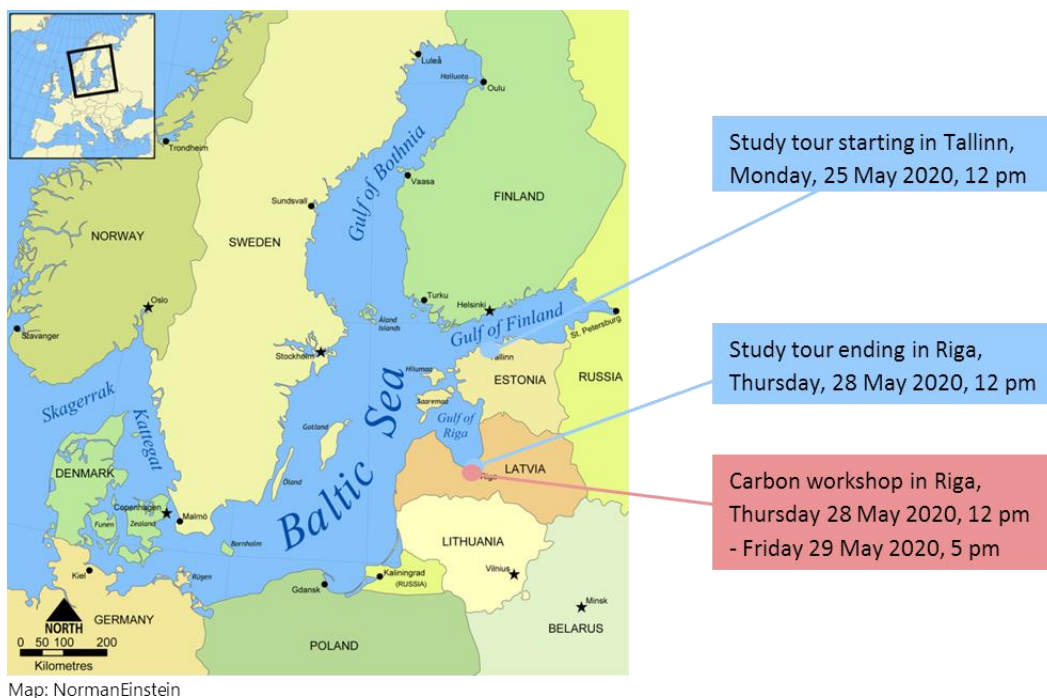 Luleå
Hailuoto
Oulu
Trondheim
Gulf of Bothnia
Vaasa
Sundsvall
FINLAND
NORWAY
SWEDEN
Turku
Helsinki
Oslo
Åland
Islands
Gulf of Finland
St. Petersburg
Stavanger
Stockholm
Tallinn
Hiiumaa
ESTONIA
RUSSIA
Saaremaa
Skagerrak
Kattegat
Gotland
Gulf of
Riga
Baltic Sea
DENMARK
Öland
Riga
LATVIA
Copenhagen
Funen
Zealand
Malmö
Bornholm
LITHUANIA
Kaliningrad
(RUSSIA)
Vilnius
Kiel
Rügen
Gdansk
Minsk
NORTH
GERMANY
POLAND
BELARUS
0 50 100 200
Kilometres
Map: NormanEinstein
Study tour starting in Tallinn,
Monday, 25 May 2020, 12 pm
Study tour ending in Riga,
Thursday, 28 May 2020, 12 pm
Carbon workshop in Riga,
Thursday 28 May 2020, 12 pm
- Friday 29 May 2020, 5 pm